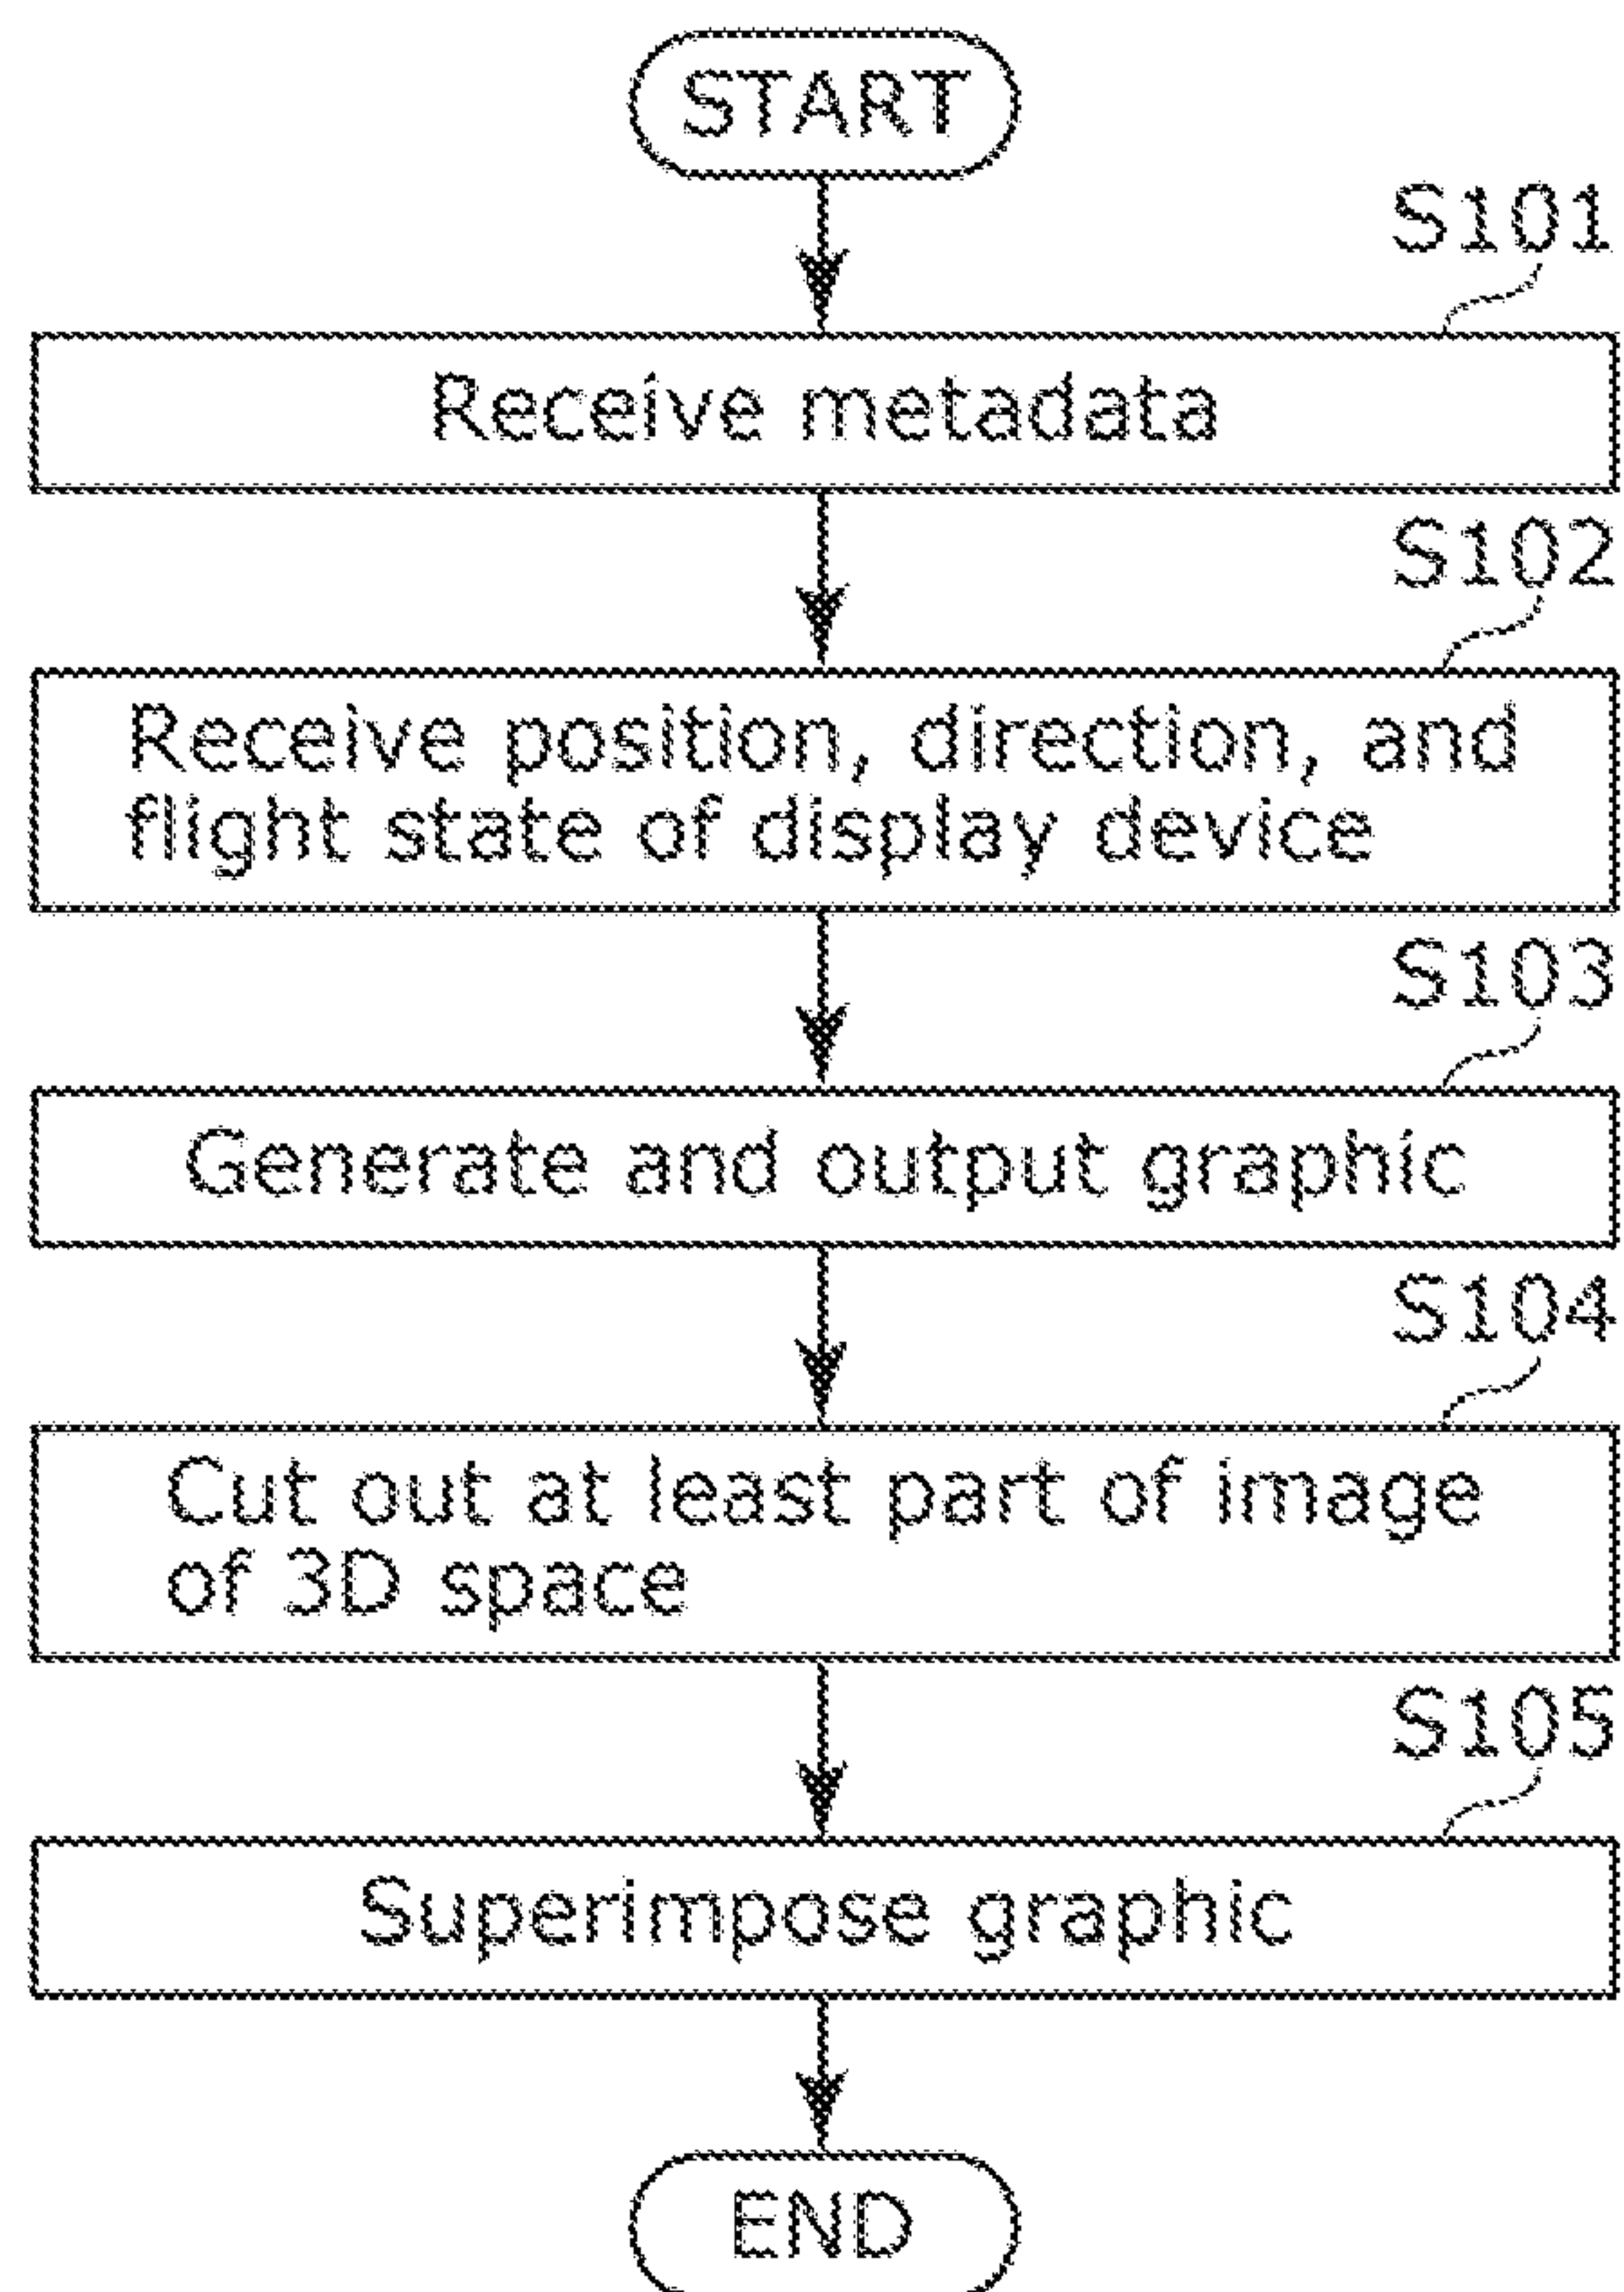 START
S101
Receive metadata
S102
Receive position, direction, and
flight state of display device
S103
Generate and output graphic
S104
Cut out at least part of image
of 3D space
S105
Superimpose graphic
END